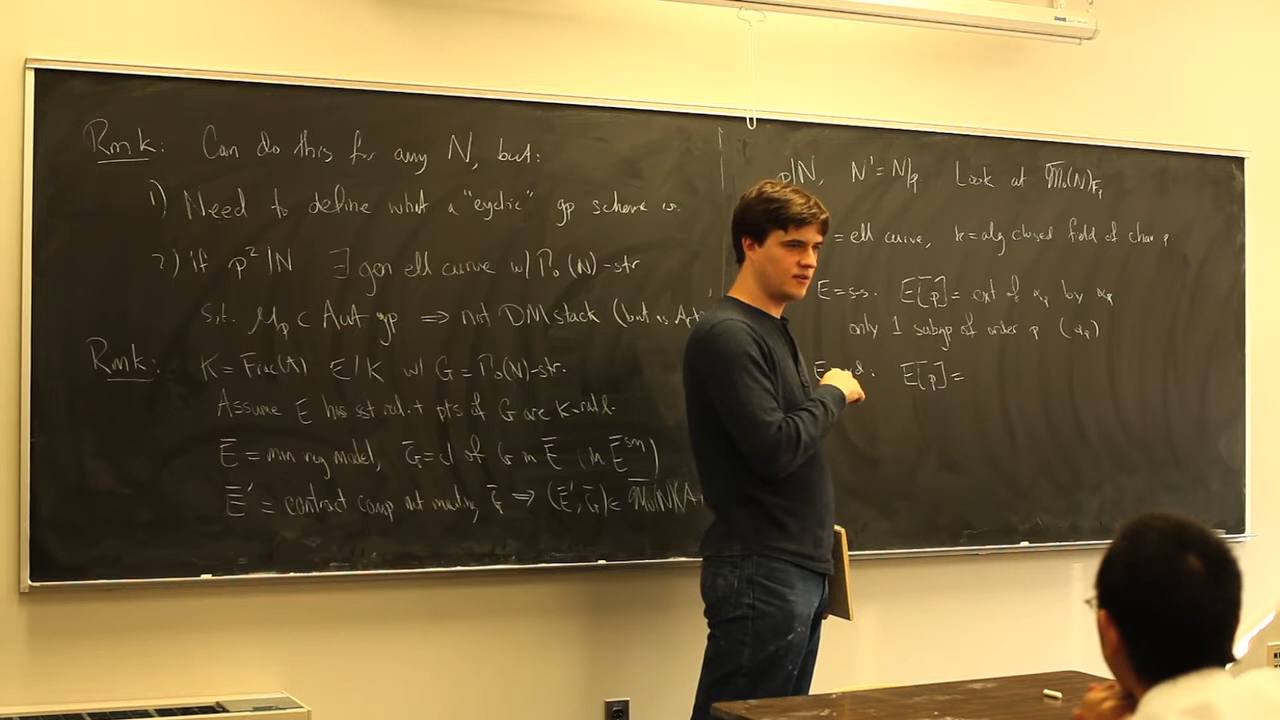 Rmk: Can do this for any N, but:
1) Need to define what a "cyclic" gp scheme is.
2) if p²|N ∃ gen ell curve w/ Γ₀(N)-str
s.t. μₚ ⊂ Aut gp ⟹ not DM stack (but is Art
Rmk: K = Frac(A) E/K w/ G = Γ₀(N)-str.
Assume E has sst red. + pts of G are K-rat'l.
Ē = min reg model, Ḡ = cl of G in Ē (in Ē^sm)
Ē' = contract comp not meeting Ḡ ⟹ (Ē', Ḡ) ∈ 𝔐̄₀(N)(A
p|N, N' = N/p Look at 𝔐̄₀(N)_Fₚ
= ell curve, k = alg closed field of char p.
E = s.s. E[p] = ext of αₚ by αₚ
only 1 subgp of order p (αₚ)
E[p] =